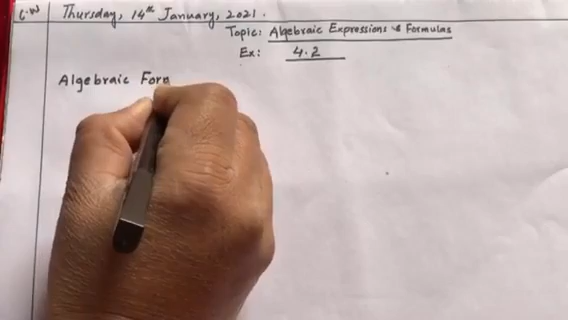 C.W Thursday, 14th January, 2021.
Topic: Algebraic Expressions & Formulas
Ex: 4.2
Algebraic Form